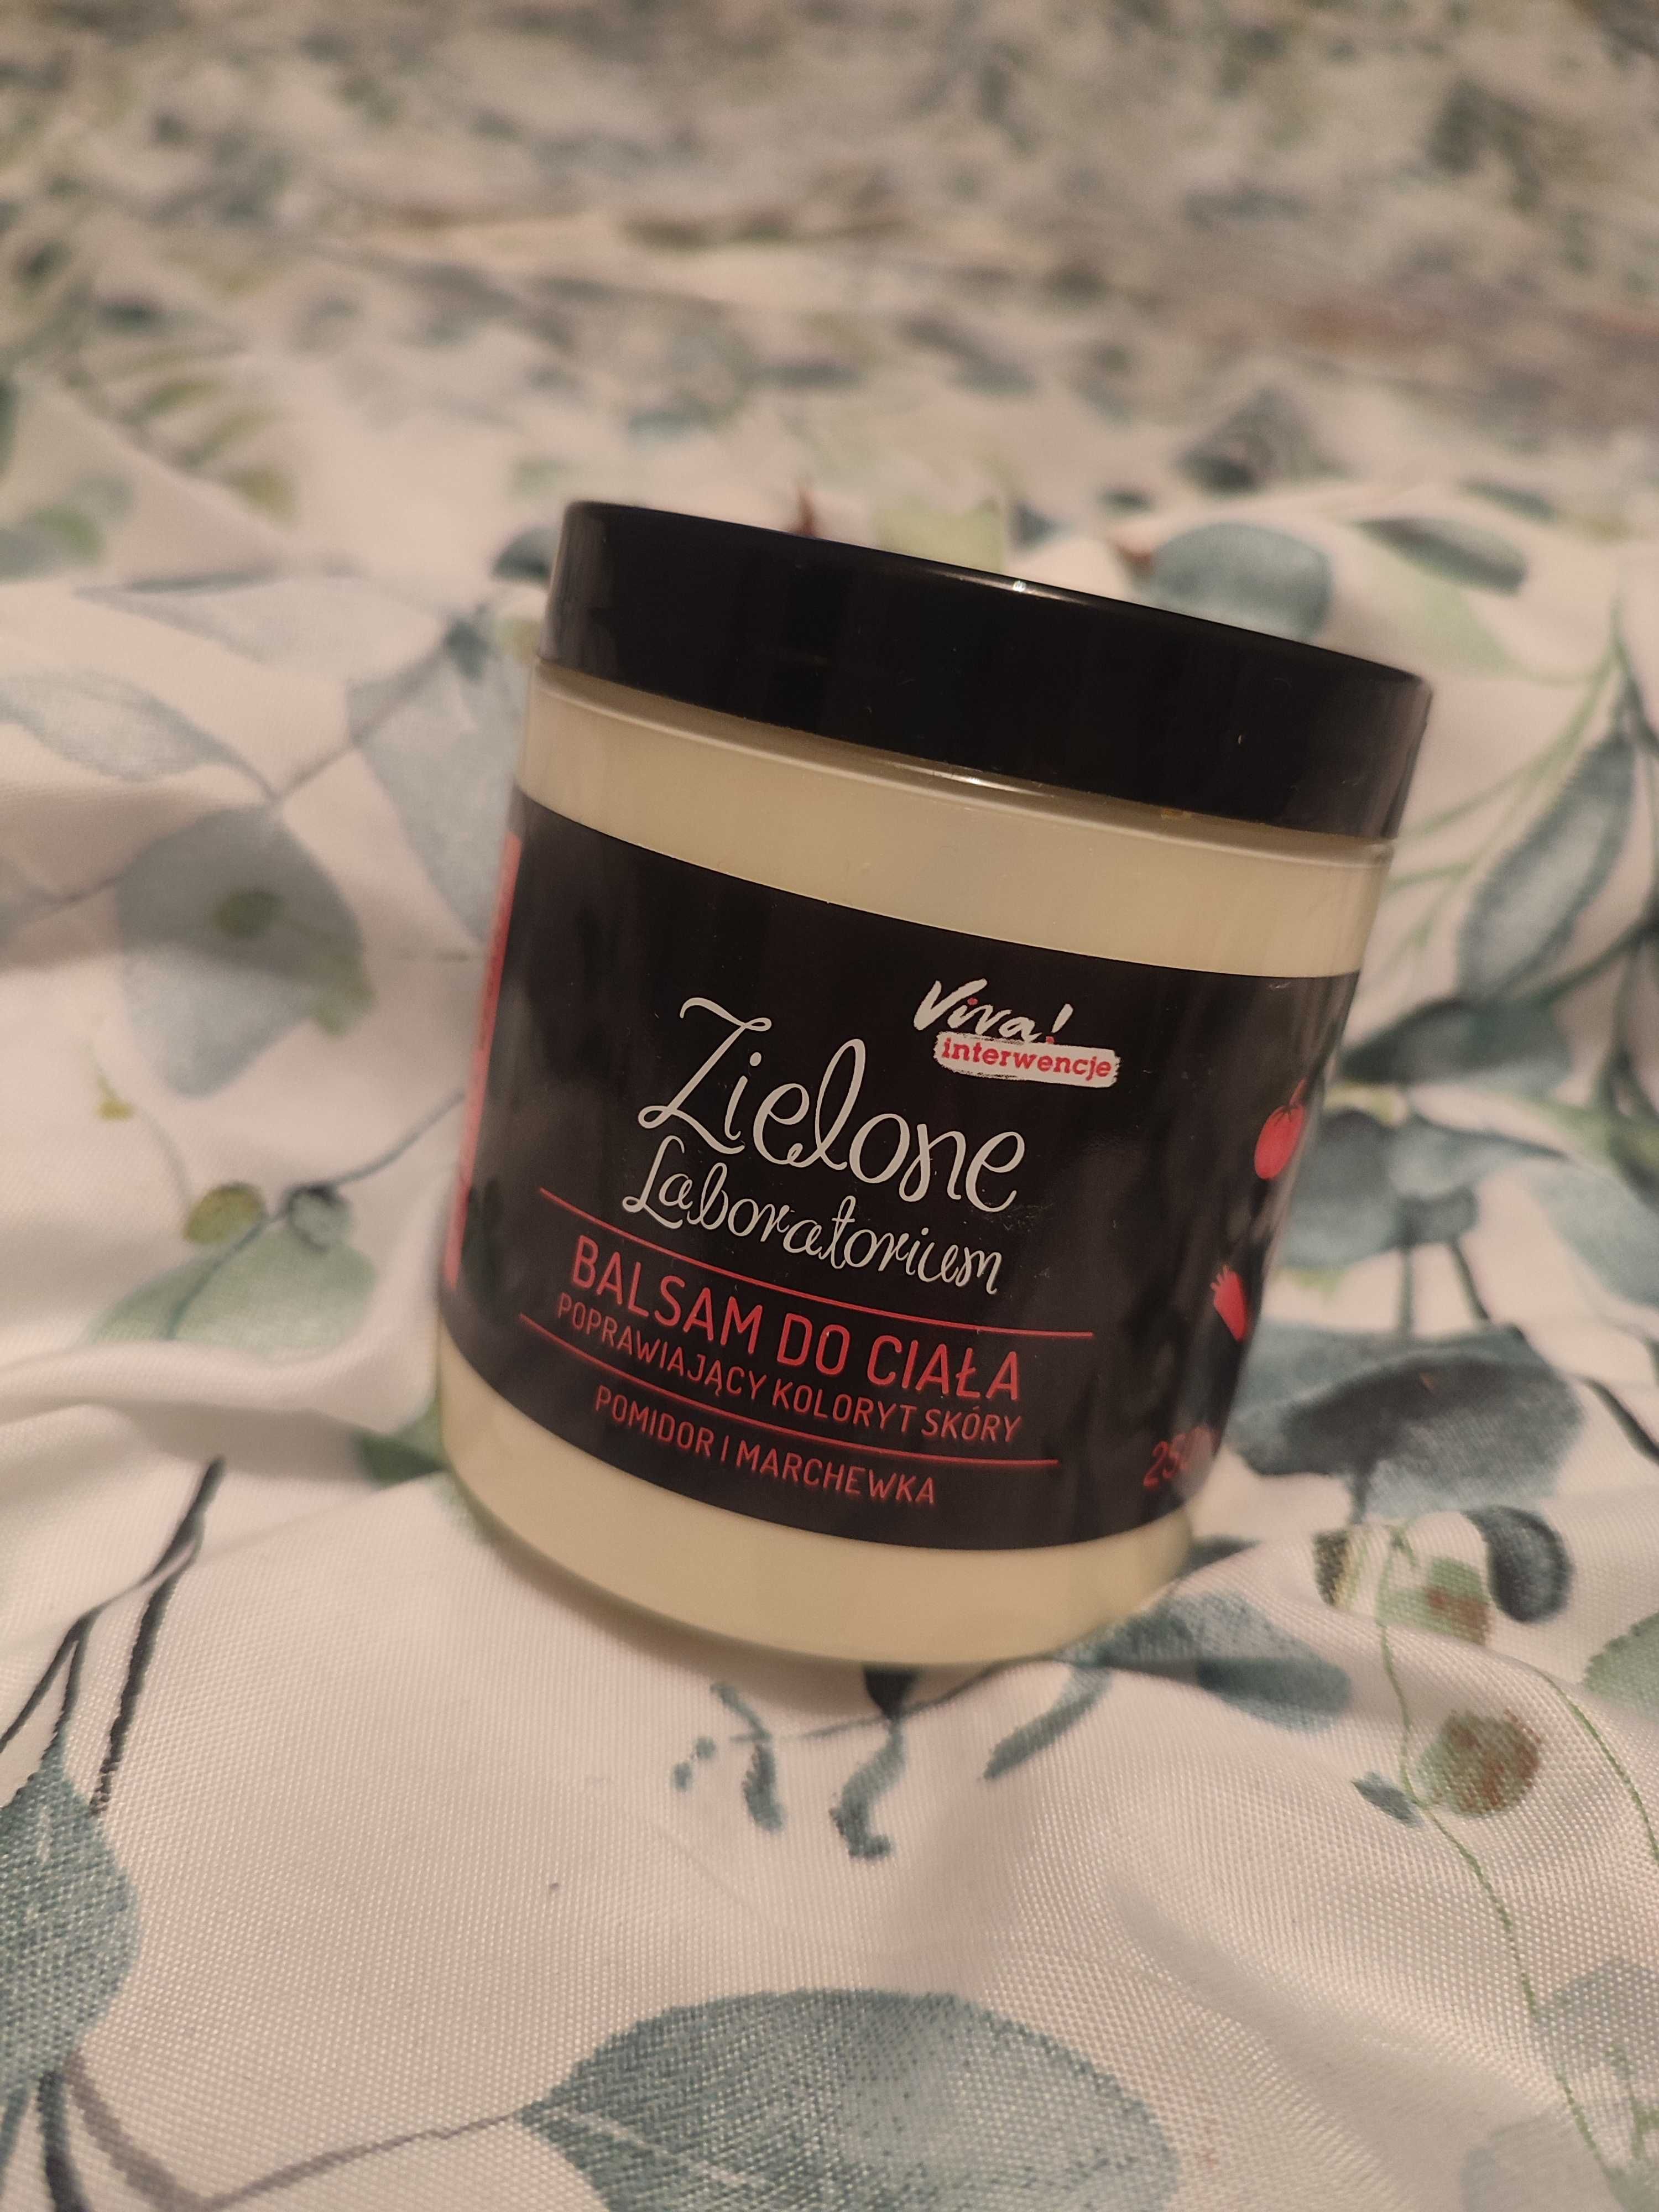 Viva!
interwencje
Zielone
Laboratorium
BALSAM DO CIAŁA
POPRAWIAJĄCY KOLORYT SKÓRY
POMIDOR I MARCHEWKA